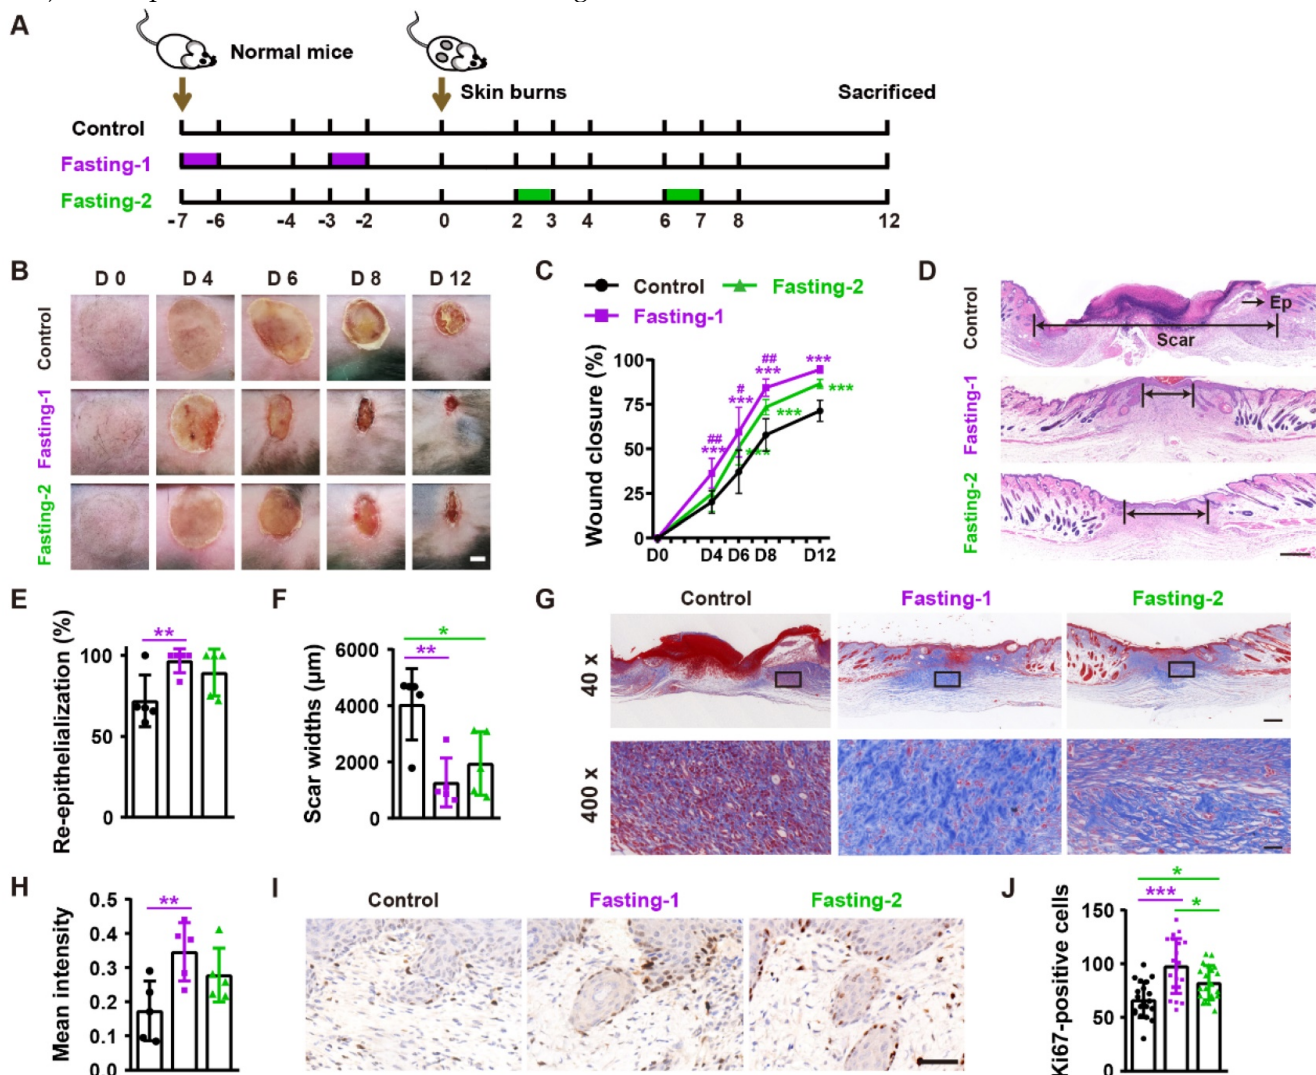 A
Normal mice
Skin burns
Sacrificed
Control
Fasting-1
Fasting-2
-7 -6 -4 -3 -2 0 2 3 4 6 7 8 12
B
D 0 D 4 D 6 D 8 D 12
Control
Fasting-1
Fasting-2
C
Control Fasting-2
Fasting-1
Wound closure (%)
100
75
50
25
0
D0 D4 D6 D8 D12
## *** # *** ## *** ***
*** *** ***
D
Control
Ep
Scar
Fasting-1
Fasting-2
E
Re-epithelialization (%)
100
50
0
**
F
Scar widths (µm)
6000
4000
2000
0
*
**
G
Control Fasting-1 Fasting-2
40 x
400 x
H
Mean intensity
0.5
0.4
0.3
0.2
0.1
0.0
**
I
Control Fasting-1 Fasting-2
J
Ki67-positive cells
150
100
50
0
*
***
*